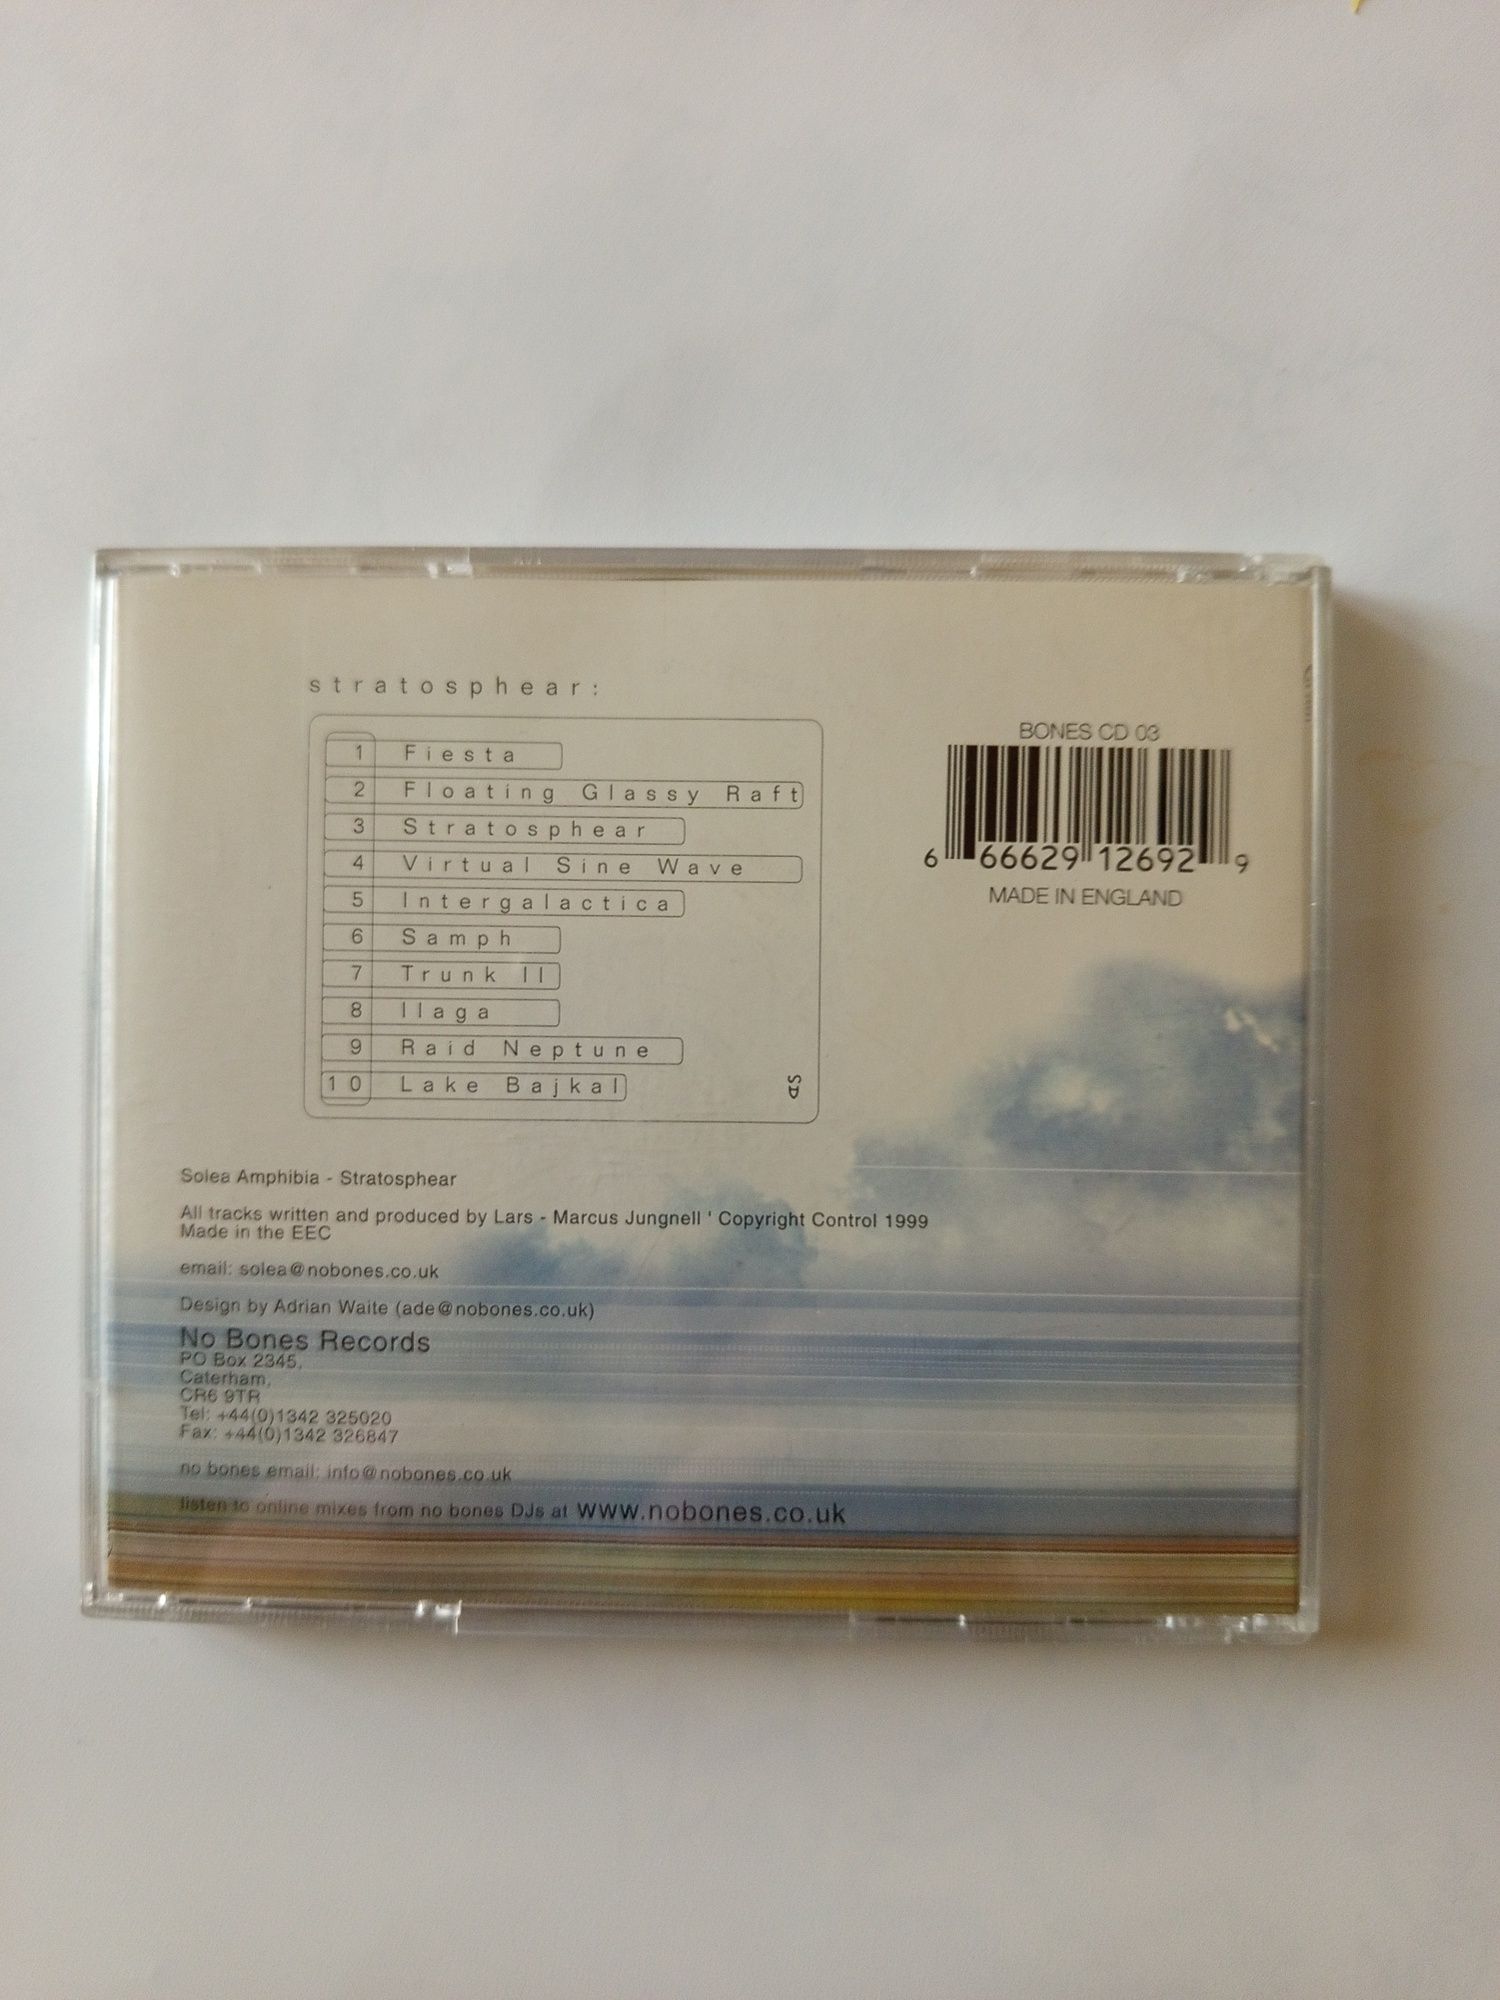 stratosphear:
1 Fiesta
2 Floating Glassy Raft
3 Stratosphear
4 Virtual Sine Wave
5 Intergalactica
6 Samph
7 Trunk II
8 Ilaga
9 Raid Neptune
10 Lake Bajkal
BONES CD 03
6 66629 12692 9
MADE IN ENGLAND
Solea Amphibia - Stratosphear
All tracks written and produced by Lars - Marcus Jungnell ' Copyright Control 1999
Made in the EEC
email: solea@nobones.co.uk
Design by Adrian Waite (ade@nobones.co.uk)
No Bones Records
PO Box 2345,
Caterham,
CR6 9TR
Tel: +44(0)1342 325020
Fax: +44(0)1342 326847
no bones email: info@nobones.co.uk
listen to online mixes from no bones DJs at www.nobones.co.uk